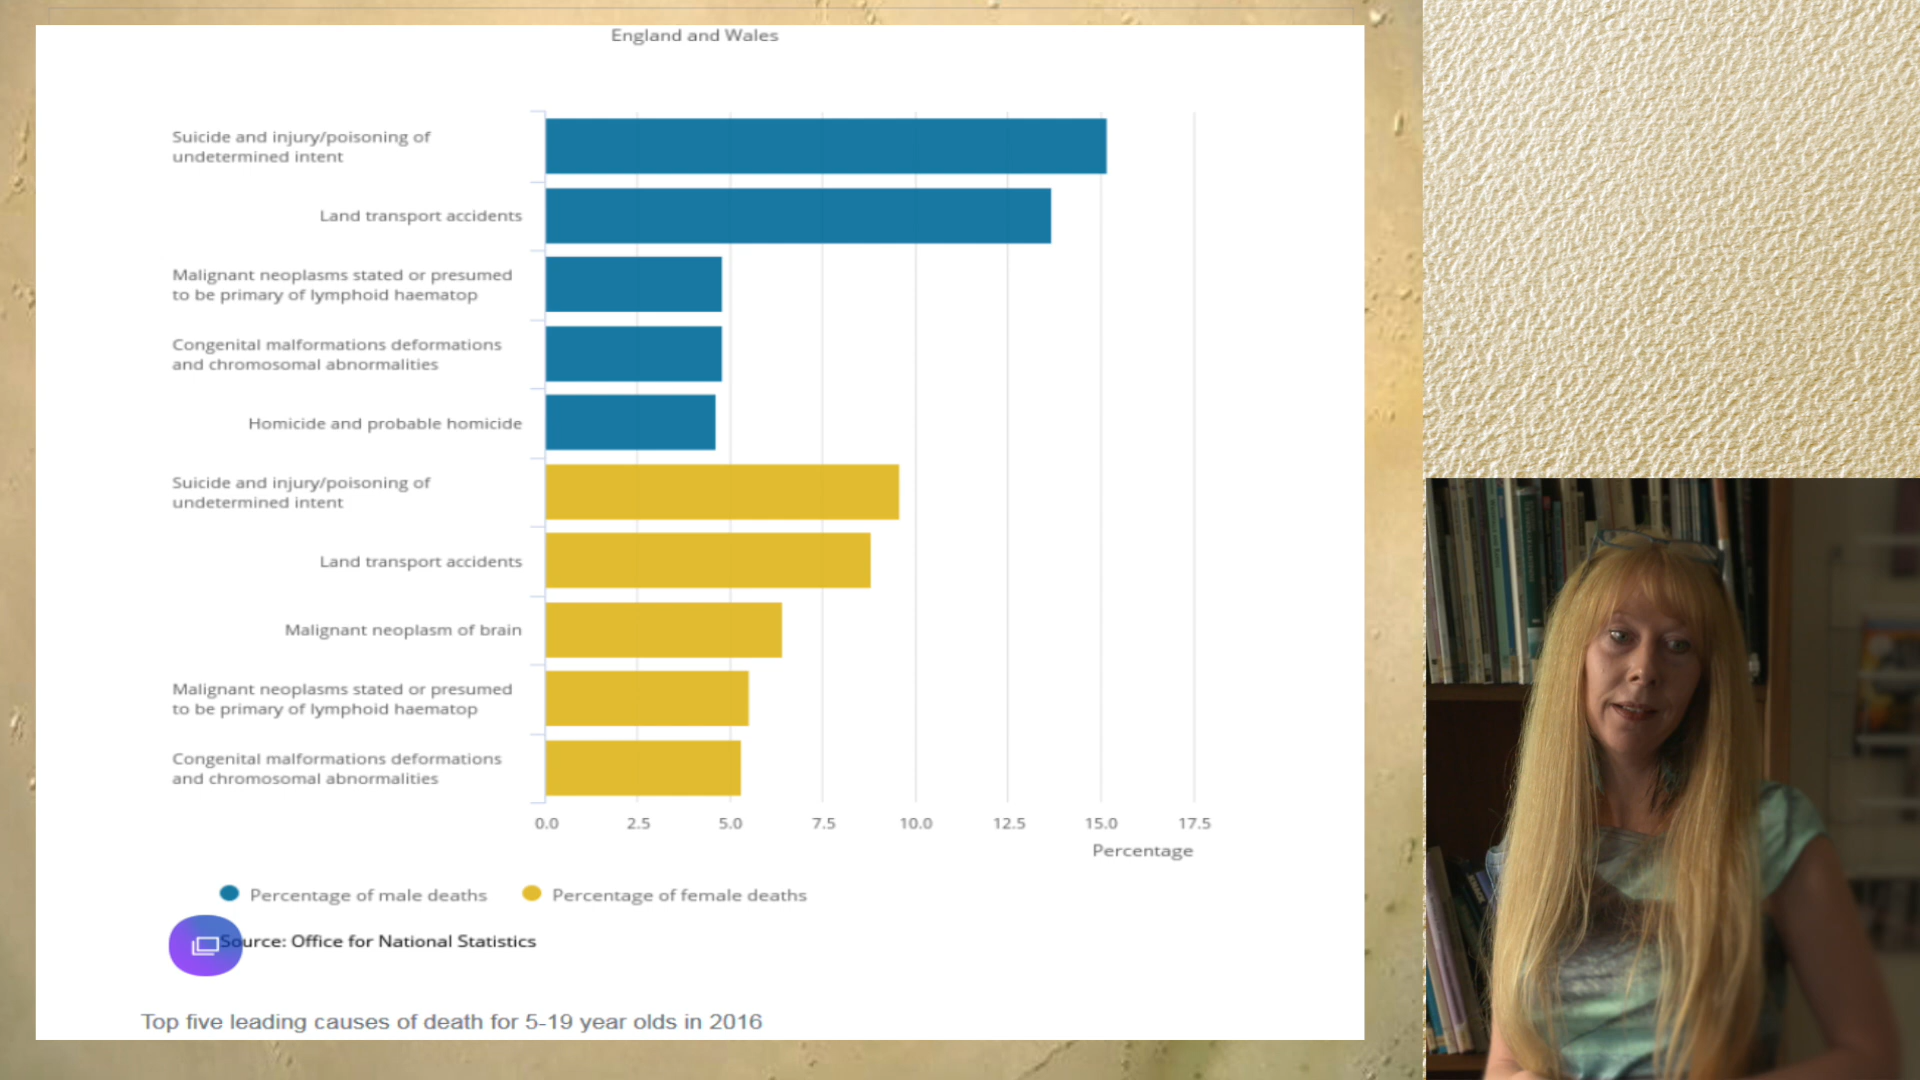 England and Wales
Suicide and injury/poisoning of
undetermined intent
Land transport accidents
Malignant neoplasms stated or presumed
to be primary of lymphoid haematop
Congenital malformations deformations
and chromosomal abnormalities
Homicide and probable homicide
Suicide and injury/poisoning of
undetermined intent
Land transport accidents
Malignant neoplasm of brain
Malignant neoplasms stated or presumed
to be primary of lymphoid haematop
Congenital malformations deformations
and chromosomal abnormalities
0.0 2.5 5.0 7.5 10.0 12.5 15.0 17.5
Percentage
Percentage of male deaths Percentage of female deaths
Source: Office for National Statistics
Top five leading causes of death for 5-19 year olds in 2016